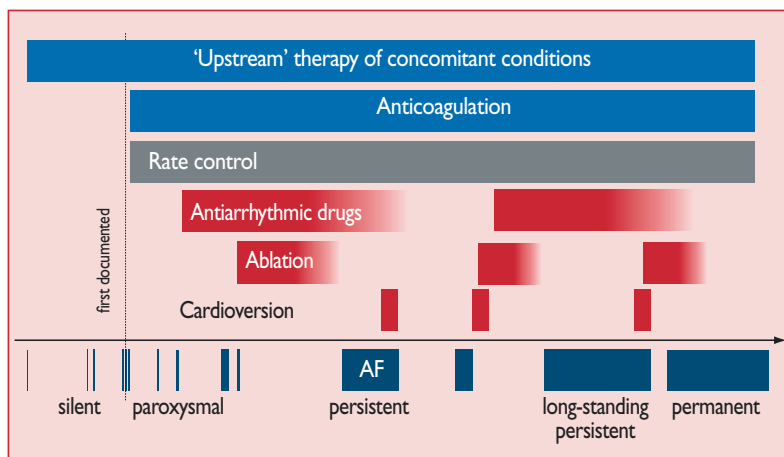 ‘Upstream’ therapy of concomitant conditions
Anticoagulation
Rate control
Antiarrhythmic drugs
Ablation
Cardioversion
first documented
AF
silent
paroxysmal
persistent
long-standing
persistent
permanent